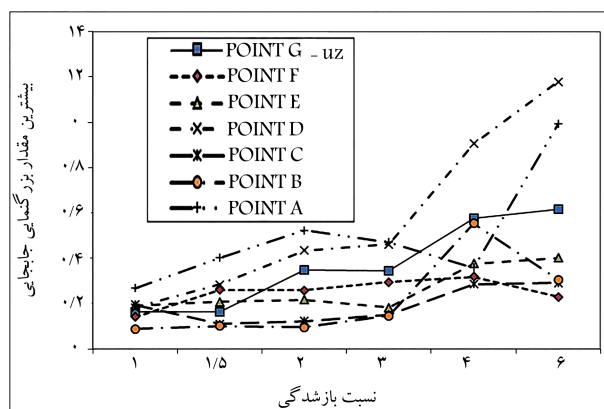 ۱۴
۱۲
۰
۰/۸
۰/۶
۰/۴
۰/۲
۰
بیشترین مقدار بزرگنمایی جابجایی
POINT G - uz
POINT F
POINT E
POINT D
POINT C
POINT B
POINT A
۱ ۱/۵ ۲ ۳ ۴ ۶
نسبت بازشدگی